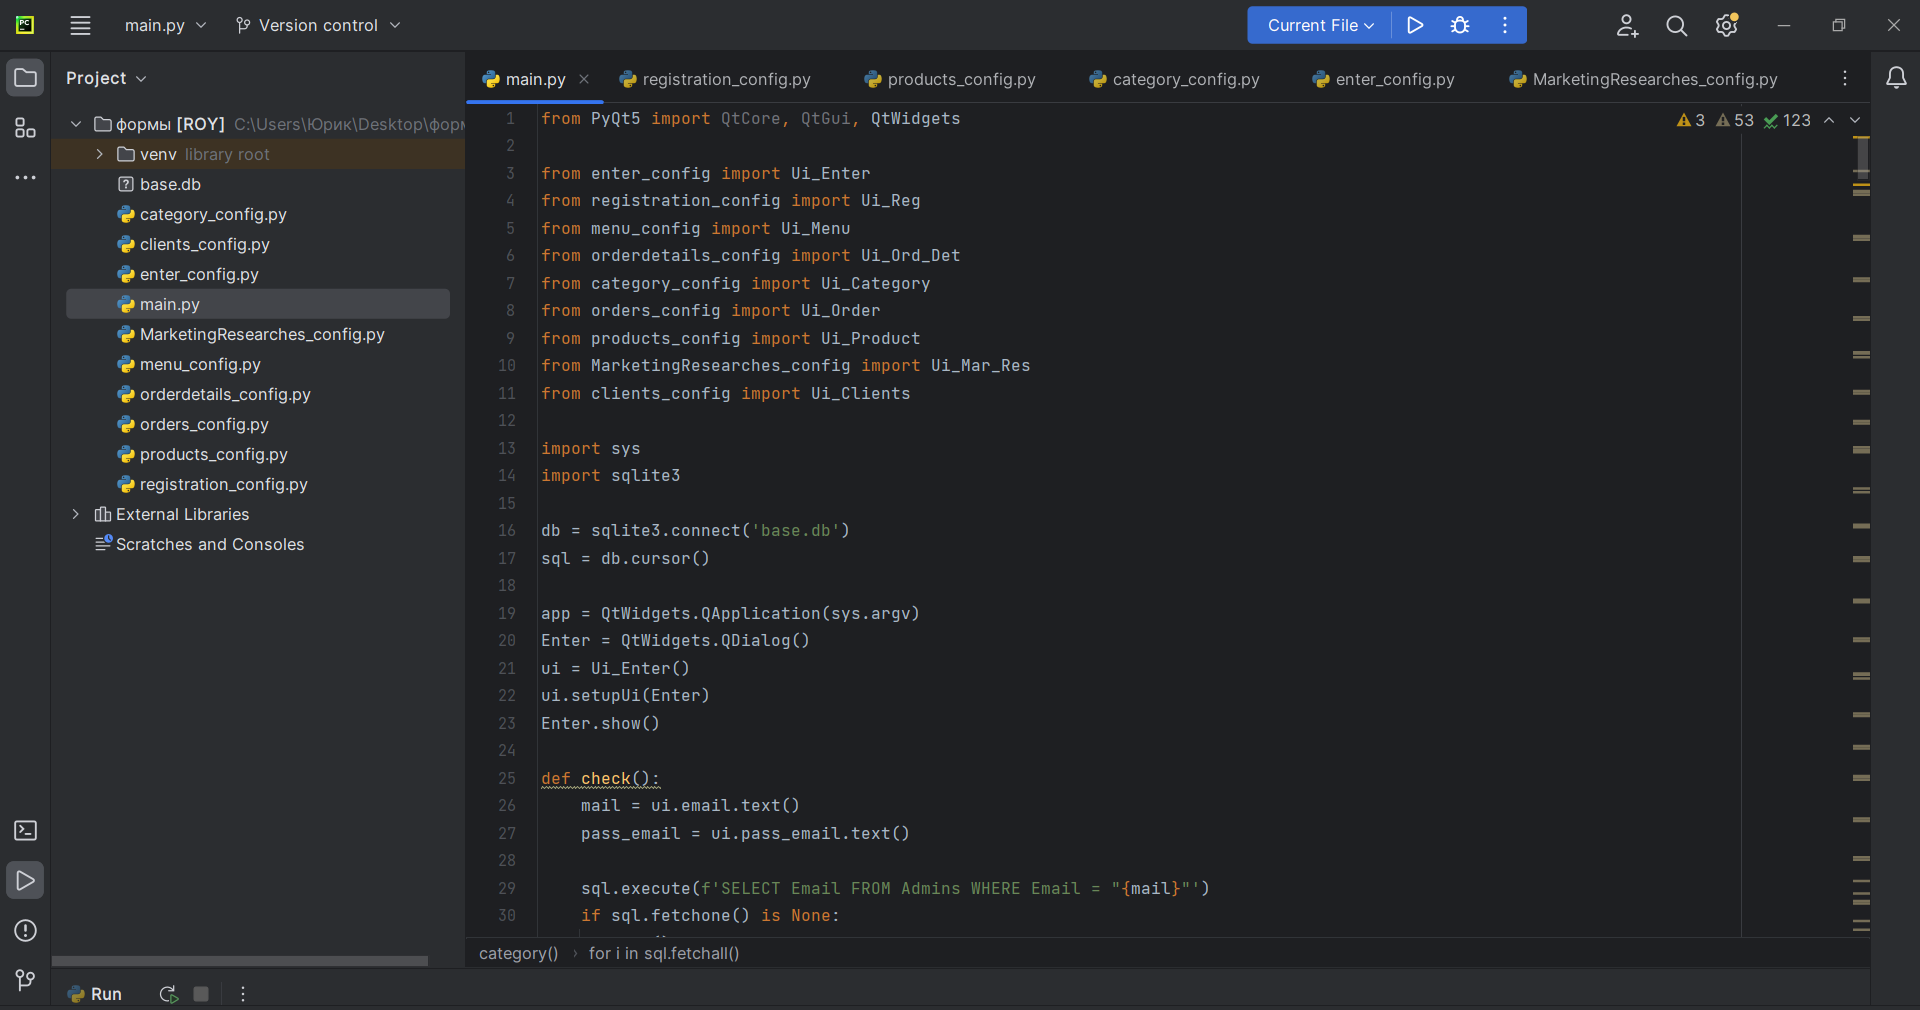 PC
main.py
Version control
Current File
Project
main.py
registration_config.py
products_config.py
category_config.py
enter_config.py
MarketingResearches_config.py
формы [ROY] C:\Users\Юрик\Desktop\форм
venv library root
base.db
category_config.py
clients_config.py
enter_config.py
main.py
MarketingResearches_config.py
menu_config.py
orderdetails_config.py
orders_config.py
products_config.py
registration_config.py
External Libraries
Scratches and Consoles
3 53 123
1 from PyQt5 import QtCore, QtGui, QtWidgets
2
3 from enter_config import Ui_Enter
4 from registration_config import Ui_Reg
5 from menu_config import Ui_Menu
6 from orderdetails_config import Ui_Ord_Det
7 from category_config import Ui_Category
8 from orders_config import Ui_Order
9 from products_config import Ui_Product
10 from MarketingResearches_config import Ui_Mar_Res
11 from clients_config import Ui_Clients
12
13 import sys
14 import sqlite3
15
16 db = sqlite3.connect('base.db')
17 sql = db.cursor()
18
19 app = QtWidgets.QApplication(sys.argv)
20 Enter = QtWidgets.QDialog()
21 ui = Ui_Enter()
22 ui.setupUi(Enter)
23 Enter.show()
24
25 def check():
26 mail = ui.email.text()
27 pass_email = ui.pass_email.text()
28
29 sql.execute(f'SELECT Email FROM Admins WHERE Email = "{mail}"')
30 if sql.fetchone() is None:
category() › for i in sql.fetchall()
Run